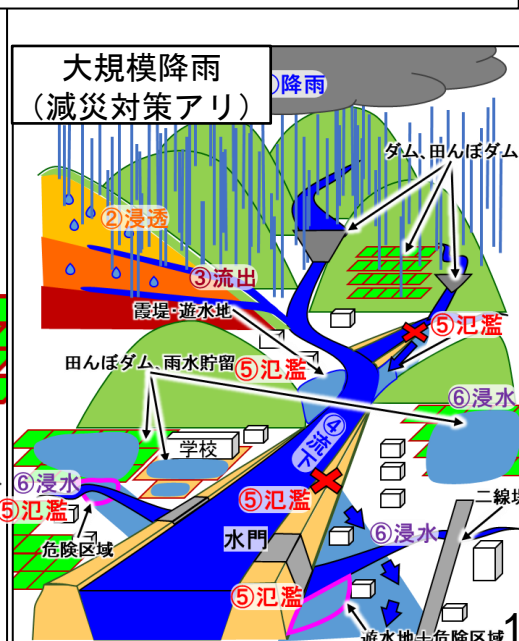 大規模降雨
(減災対策アリ)
降雨
ダム、田んぼダム
②浸透
③流出
霞堤・遊水地
⑤氾濫
田んぼダム、雨水貯留
⑤氾濫
⑥浸水
学校
④流下
⑥浸水
⑤氾濫
⑤氾濫
危険区域
水門
⑥浸水
二線堤
⑤氾濫
遊水地+危険区域
1